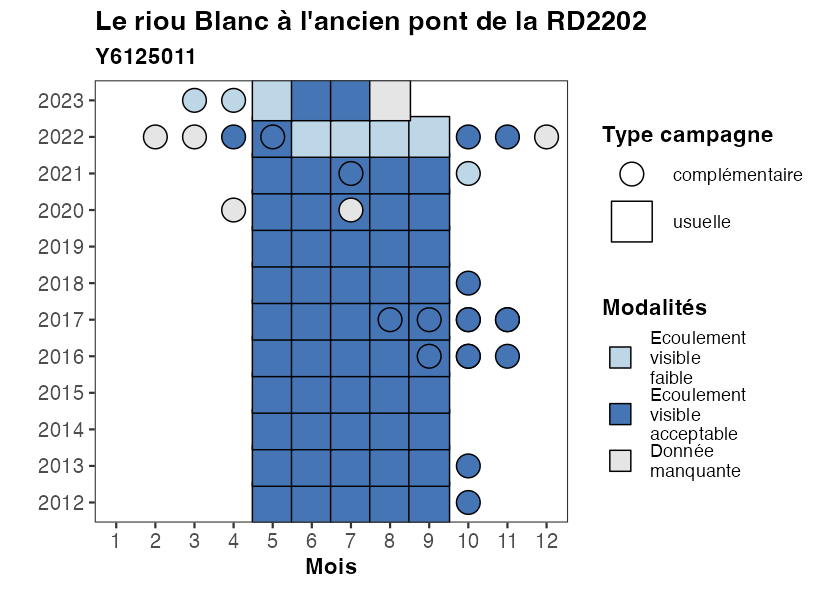 Le riou Blanc à l'ancien pont de la RD2202
Y6125011
2023
2022
2021
2020
2019
2018
2017
2016
2015
2014
2013
2012
1 2 3 4 5 6 7 8 9 10 11 12
Mois
Type campagne
complémentaire
usuelle
Modalités
Ecoulement
visible
faible
Ecoulement
visible
acceptable
Donnée
manquante